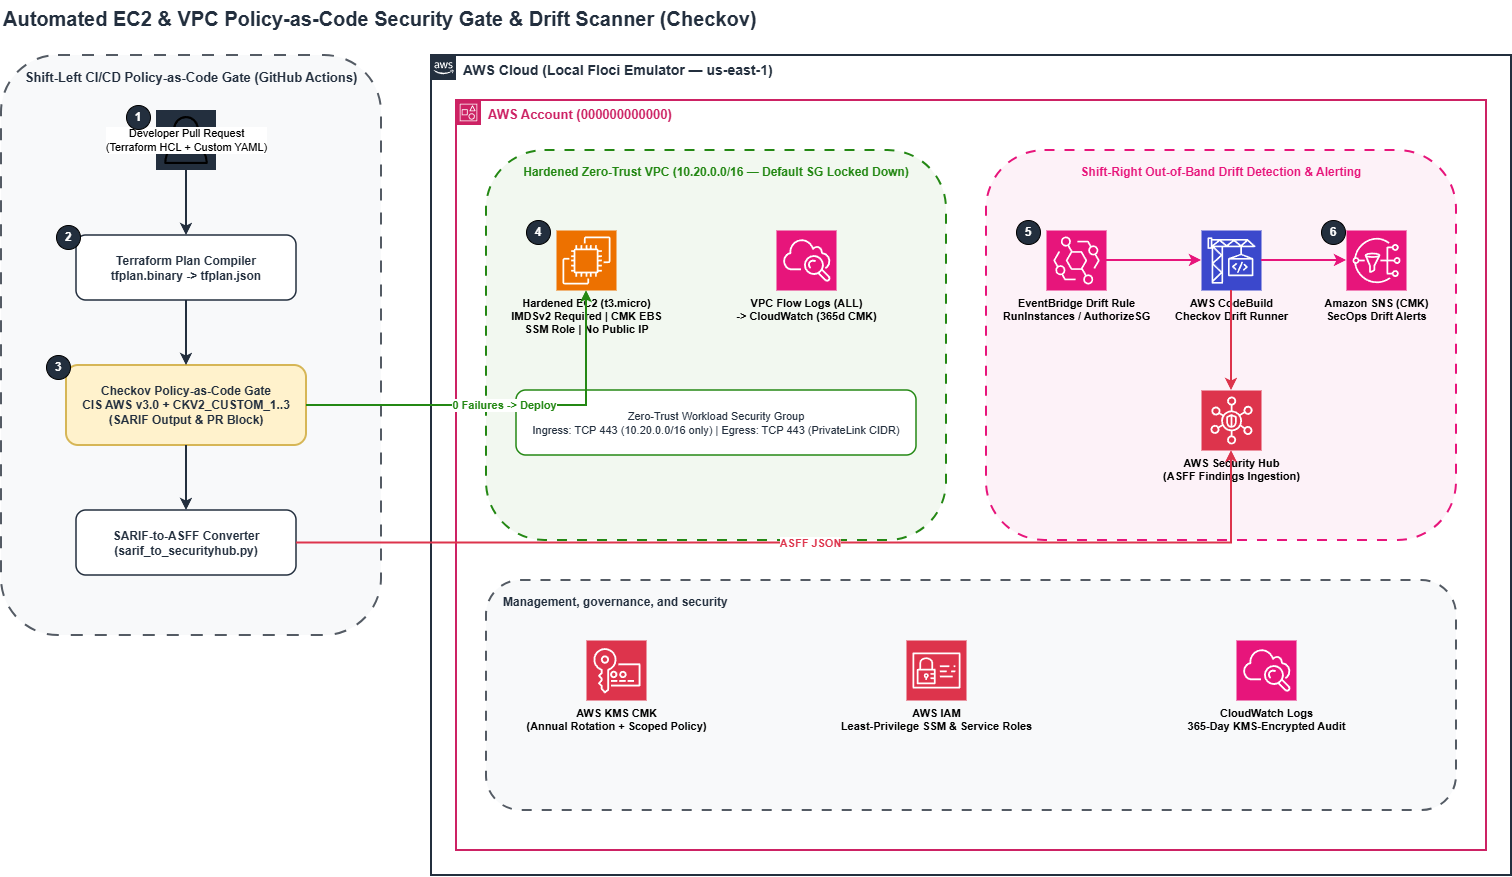 Automated EC2 & VPC Policy-as-Code Security Gate & Drift Scanner (Checkov)
Shift-Left CI/CD Policy-as-Code Gate (GitHub Actions)
1
Developer Pull Request
(Terraform HCL + Custom YAML)
2
Terraform Plan Compiler
tfplan.binary -> tfplan.json
3
Checkov Policy-as-Code Gate
CIS AWS v3.0 + CKV2_CUSTOM_1..3
(SARIF Output & PR Block)
SARIF-to-ASFF Converter
(sarif_to_securityhub.py)
aws
AWS Cloud (Local Floci Emulator — us-east-1)
AWS Account (000000000000)
Hardened Zero-Trust VPC (10.20.0.0/16 — Default SG Locked Down)
4
Hardened EC2 (t3.micro)
IMDSv2 Required | CMK EBS
SSM Role | No Public IP
VPC Flow Logs (ALL)
-> CloudWatch (365d CMK)
0 Failures -> Deploy
Zero-Trust Workload Security Group
Ingress: TCP 443 (10.20.0.0/16 only) | Egress: TCP 443 (PrivateLink CIDR)
Shift-Right Out-of-Band Drift Detection & Alerting
5
EventBridge Drift Rule
RunInstances / AuthorizeSG
AWS CodeBuild
Checkov Drift Runner
6
Amazon SNS (CMK)
SecOps Drift Alerts
AWS Security Hub
(ASFF Findings Ingestion)
ASFF JSON
Management, governance, and security
AWS KMS CMK
(Annual Rotation + Scoped Policy)
AWS IAM
Least-Privilege SSM & Service Roles
CloudWatch Logs
365-Day KMS-Encrypted Audit